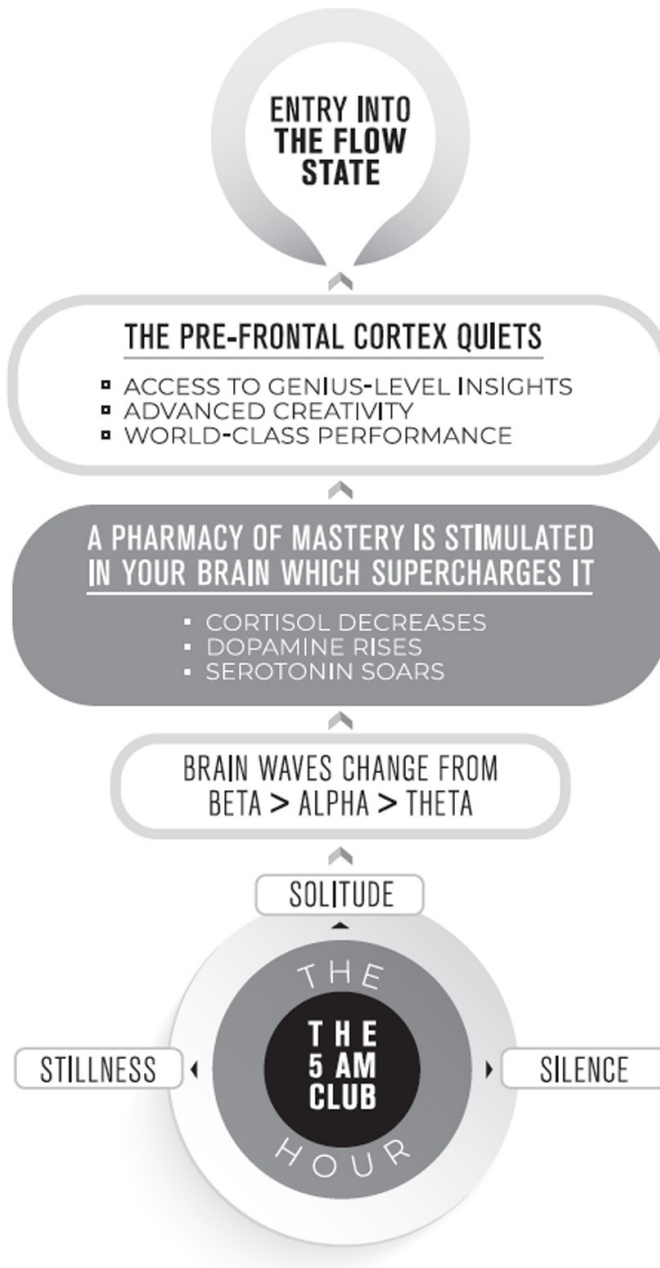 ENTRY INTO
THE FLOW
STATE
THE PRE-FRONTAL CORTEX QUIETS
▪ ACCESS TO GENIUS-LEVEL INSIGHTS
▪ ADVANCED CREATIVITY
▪ WORLD-CLASS PERFORMANCE
A PHARMACY OF MASTERY IS STIMULATED
IN YOUR BRAIN WHICH SUPERCHARGES IT
▪ CORTISOL DECREASES
▪ DOPAMINE RISES
▪ SEROTONIN SOARS
BRAIN WAVES CHANGE FROM
BETA > ALPHA > THETA
SOLITUDE
THE
THE
5 AM
CLUB
HOUR
STILLNESS
SILENCE